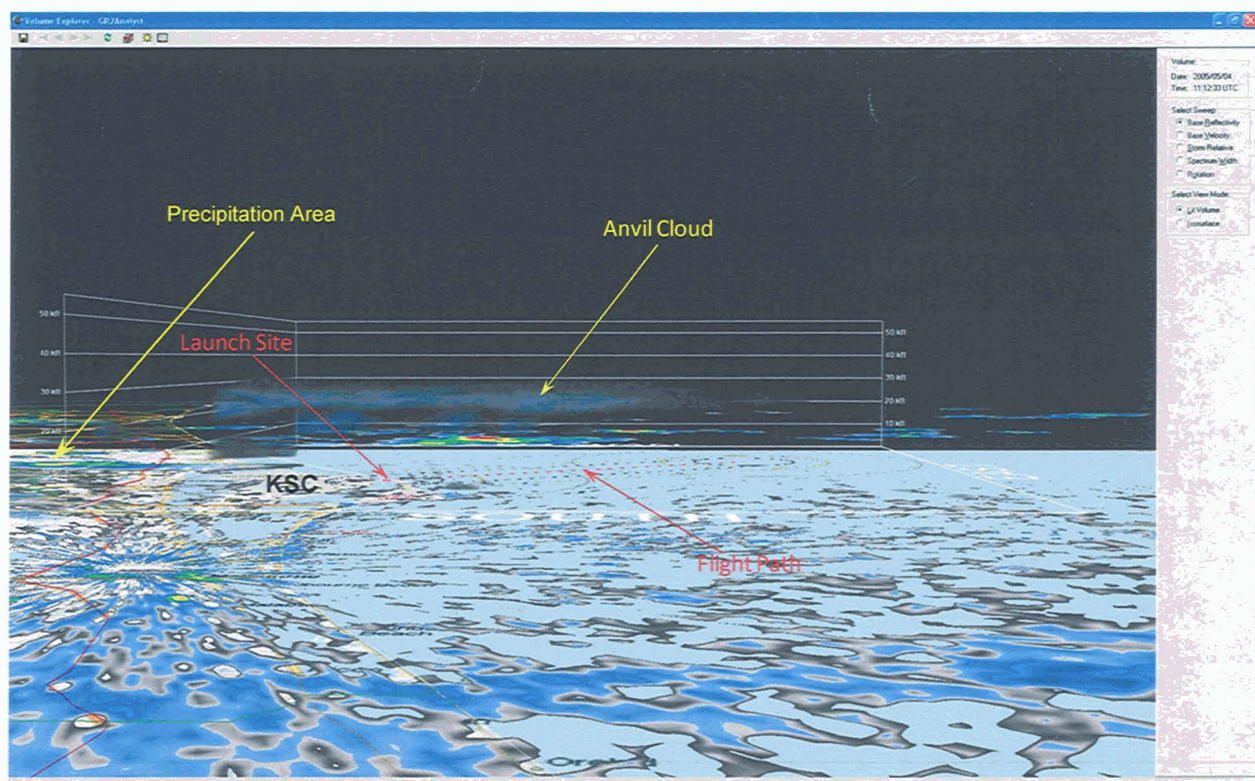 Volume Explorer - GR2Analyst
Volume:
Date: 2005/05/04
Time: 11:12:33 UTC
Select Sweep:
Base Reflectivity
Base Velocity
Storm Relative
Spectrum Width
Rotation
Select View Mode:
Lit Volume
Isosurface
Precipitation Area
Anvil Cloud
50 kft
50 kft
Launch Site
40 kft
40 kft
30 kft
30 kft
20 kft
20 kft
10 kft
KSC
Flight Path